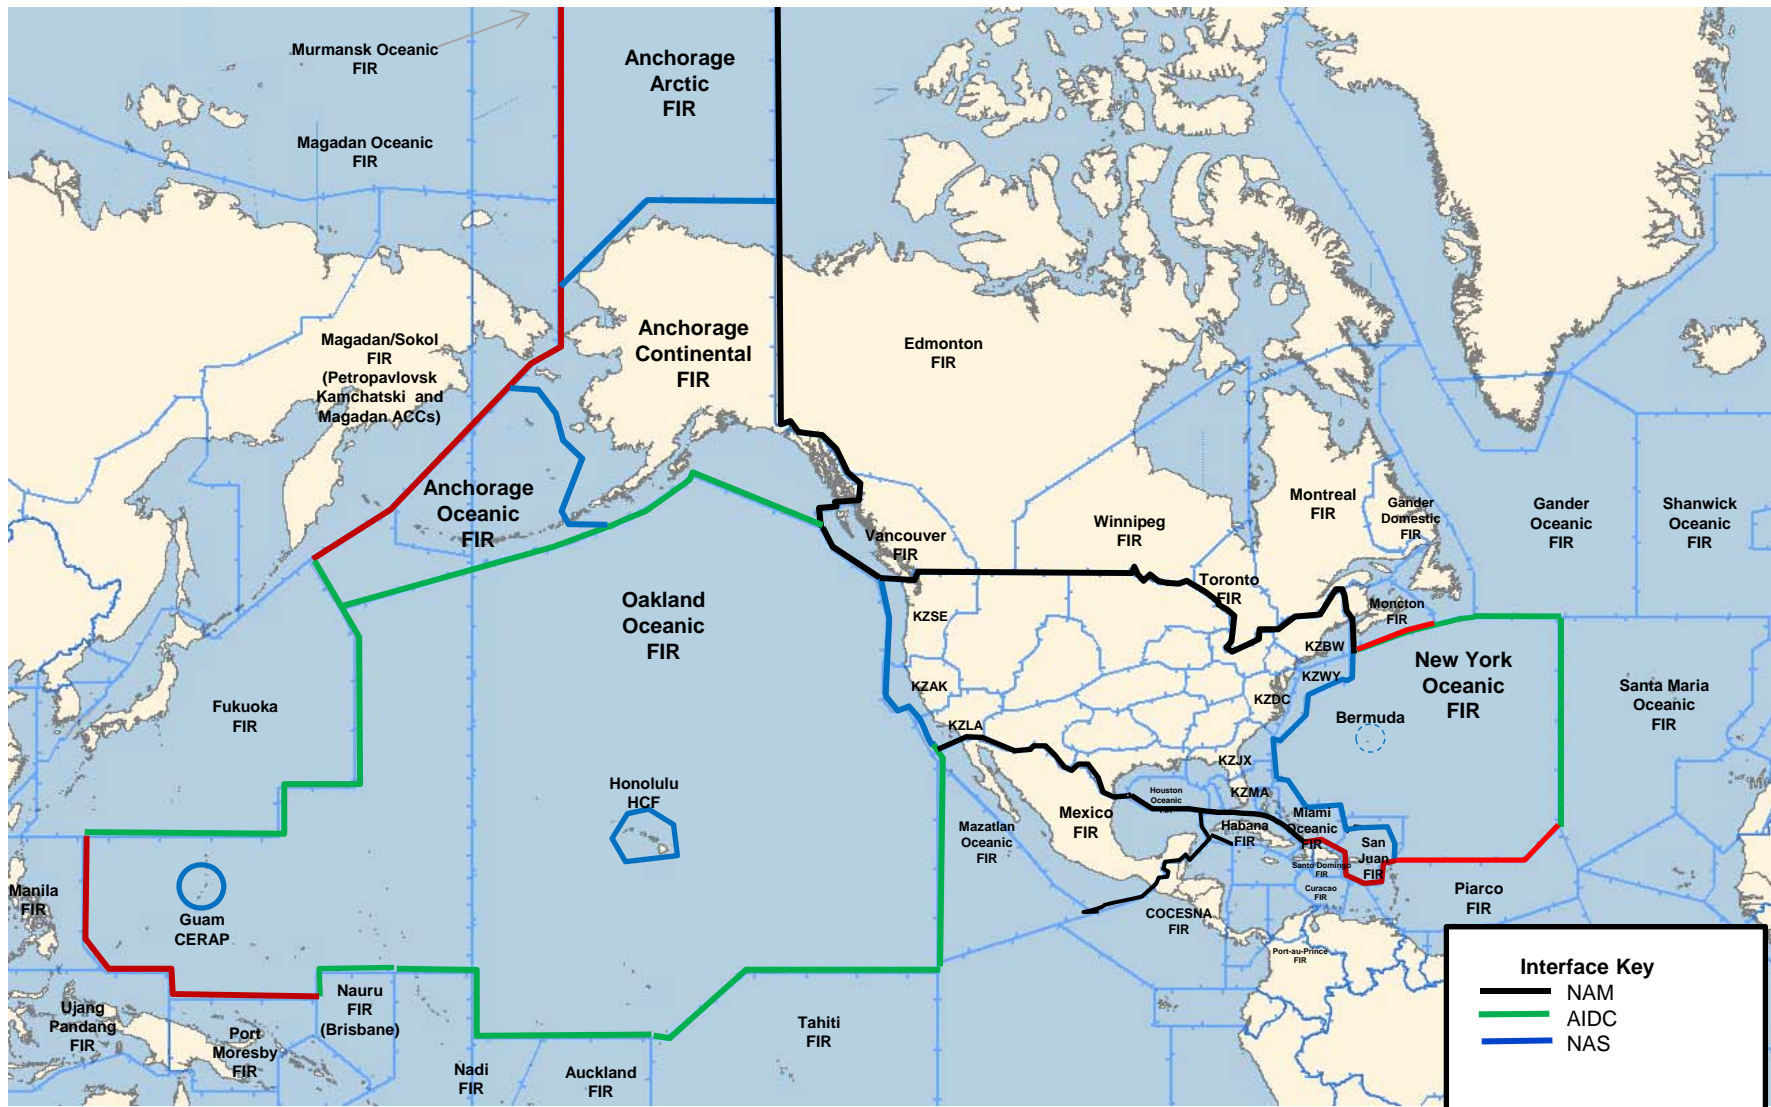 Murmansk Oceanic
FIR
Anchorage
Arctic
FIR
Magadan Oceanic
FIR
Magadan/Sokol
FIR
(Petropavlovsk
Kamchatski and
Magadan ACCs)
Anchorage
Continental
FIR
Edmonton
FIR
Anchorage
Oceanic
FIR
Vancouver
FIR
Winnipeg
FIR
Montreal
FIR
Gander
Domestic
FIR
Gander
Oceanic
FIR
Shanwick
Oceanic
FIR
Toronto
FIR
Moncton
FIR
Oakland
Oceanic
FIR
KZSE
KZBW
KZWY
KZAK
KZDC
KZLA
New York
Oceanic
FIR
Bermuda
Santa Maria
Oceanic
FIR
Fukuoka
FIR
KZJX
KZMA
Honolulu
HCF
Houston
Oceanic
FIR
Mazatlan
Oceanic
FIR
Mexico
FIR
Habana
FIR
Miami
Oceanic
FIR
San
Juan
FIR
Santo Domingo
FIR
Curacao
FIR
Piarco
FIR
COCESNA
FIR
Port-au-Prince
FIR
Manila
FIR
Guam
CERAP
Ujang
Pandang
FIR
Port
Moresby
FIR
Nauru
FIR
(Brisbane)
Nadi
FIR
Auckland
FIR
Tahiti
FIR
Interface Key
NAM
AIDC
NAS